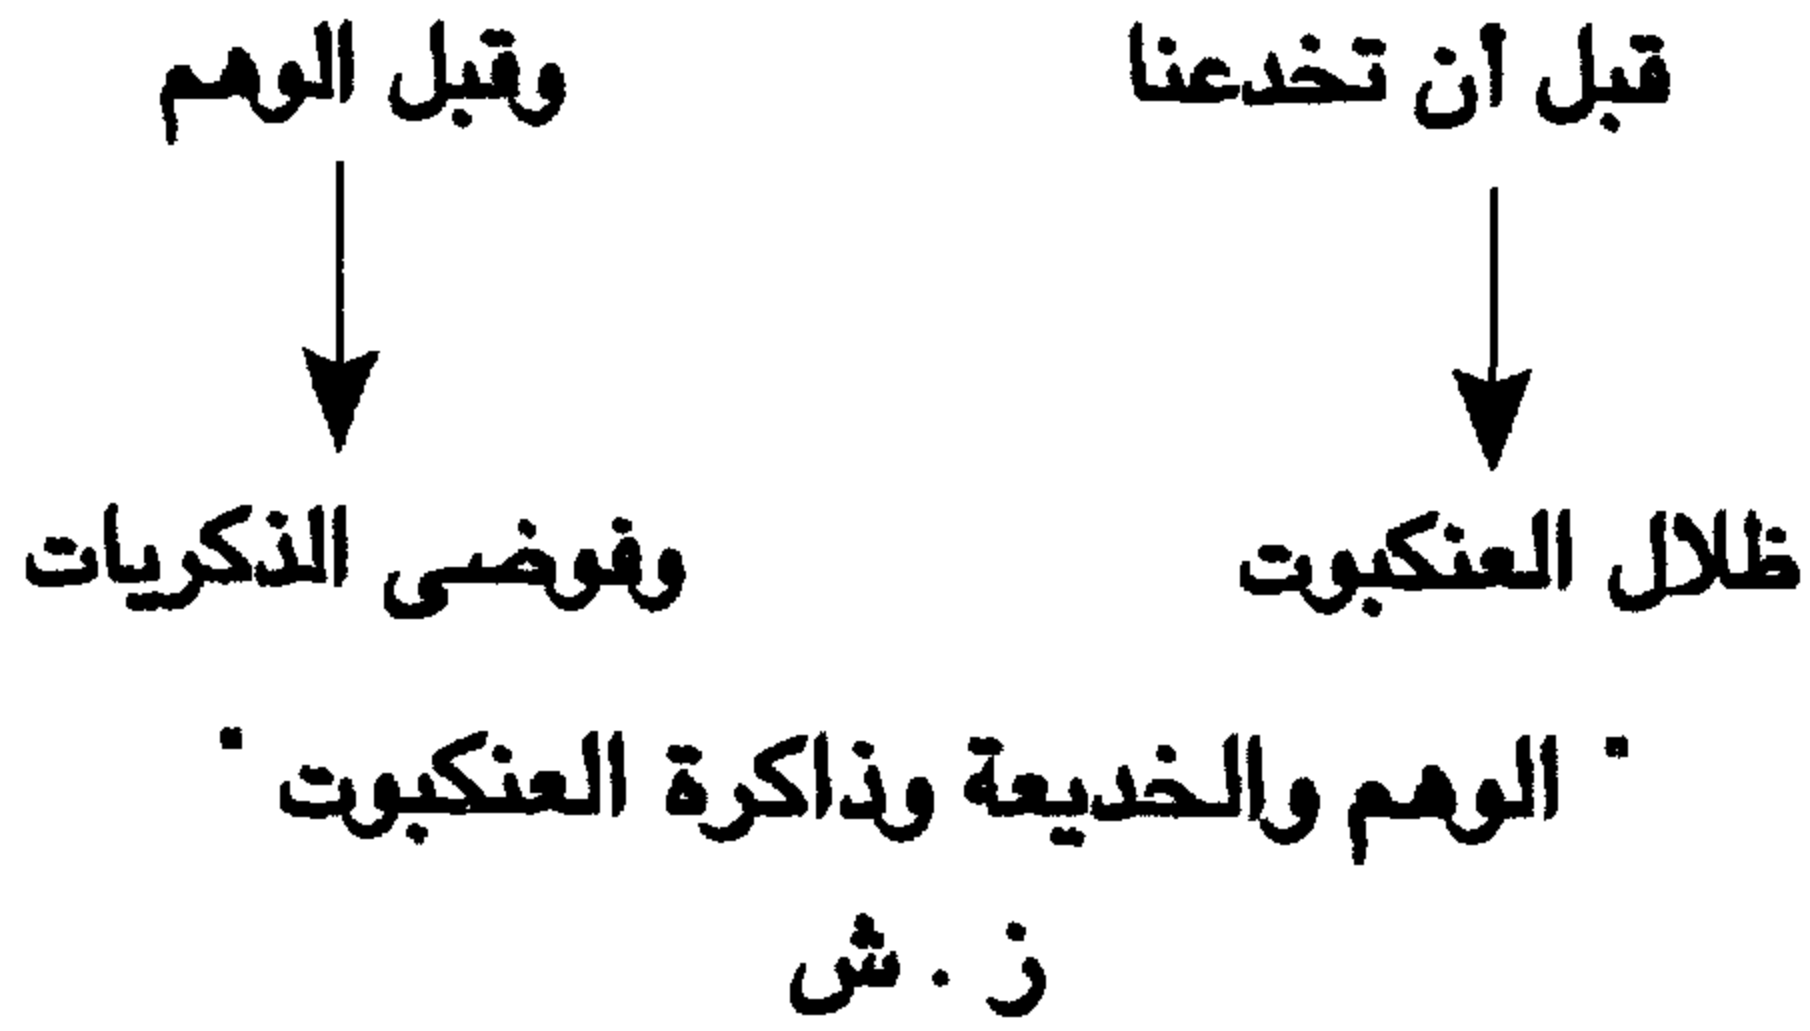 قبل أن تخدعنا وقبل الوهم
ظلال العنكبوت وفوضى الذكريات
" الوهم والخديعة وذاكرة العنكبوت "
ز . ش